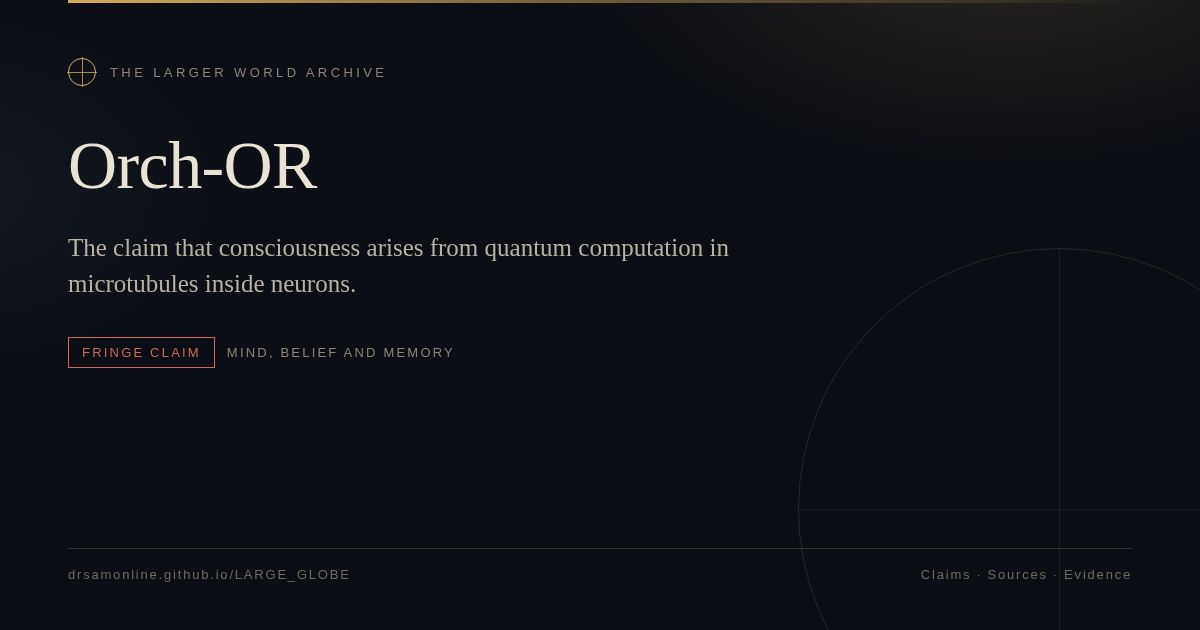 THE LARGER WORLD ARCHIVE
Orch-OR
The claim that consciousness arises from quantum computation in
microtubules inside neurons.
FRINGE CLAIM MIND, BELIEF AND MEMORY
drsamonline.github.io/LARGE_GLOBE Claims · Sources · Evidence